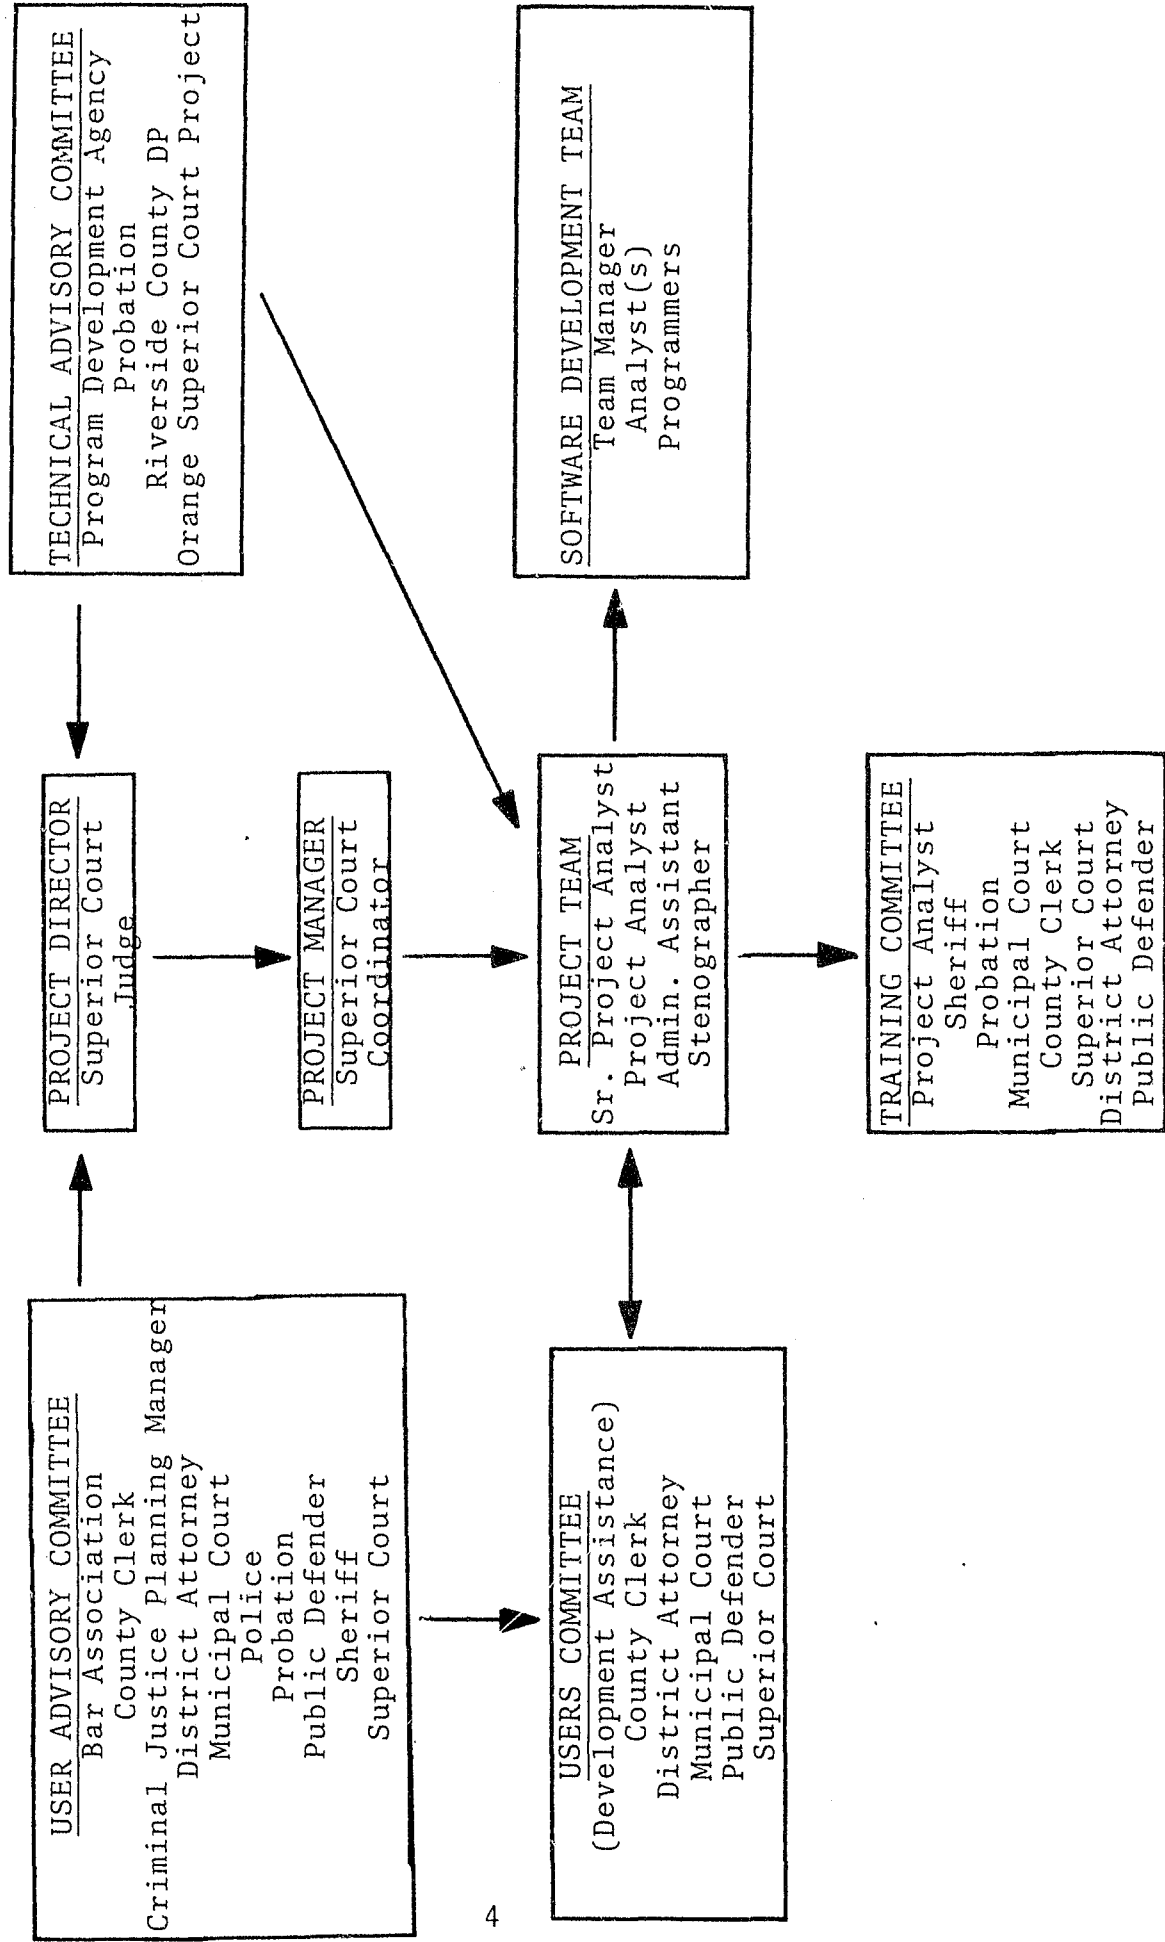 USER ADVISORY COMMITTEE
Bar Association
County Clerk
Criminal Justice Planning Manager
District Attorney
Municipal Court
Police
Probation
Public Defender
Sheriff
Superior Court
PROJECT DIRECTOR
Superior Court
Judge
TECHNICAL ADVISORY COMMITTEE
Program Development Agency
Probation
Riverside County DP
Orange Superior Court Project
PROJECT MANAGER
Superior Court
Coordinator
USERS COMMITTEE
(Development Assistance)
County Clerk
District Attorney
Municipal Court
Public Defender
Superior Court
PROJECT TEAM
Sr. Project Analyst
Project Analyst
Admin. Assistant
Stenographer
SOFTWARE DEVELOPMENT TEAM
Team Manager
Analyst(s)
Programmers
TRAINING COMMITTEE
Project Analyst
Sheriff
Probation
Municipal Court
County Clerk
Superior Court
District Attorney
Public Defender
4